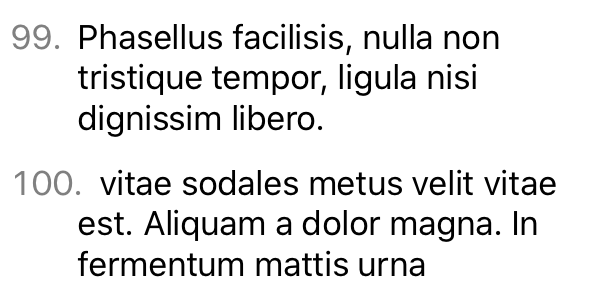 99. Phasellus facilisis, nulla non
tristique tempor, ligula nisi
dignissim libero.
100. vitae sodales metus velit vitae
est. Aliquam a dolor magna. In
fermentum mattis urna